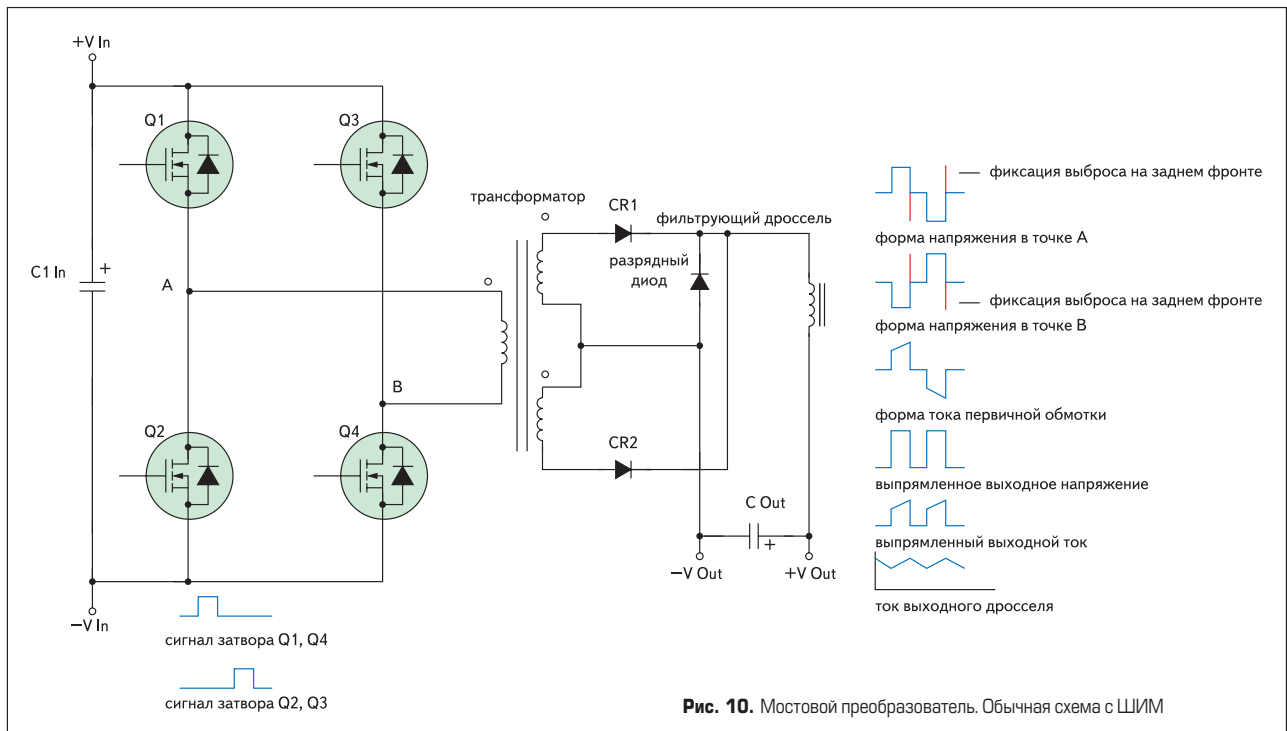 +V In
Q1
Q3
трансформатор
CR1
фильтрующий дроссель
разрядный
диод
C1 In
+
A
B
Q2
Q4
CR2
C Out
+
−V Out
+V Out
−V In
сигнал затвора Q1, Q4
сигнал затвора Q2, Q3
фиксация выброса на заднем фронте
форма напряжения в точке A
фиксация выброса на заднем фронте
форма напряжения в точке B
форма тока первичной обмотки
выпрямленное выходное напряжение
выпрямленный выходной ток
ток выходного дросселя
Рис. 10. Мостовой преобразователь. Обычная схема с ШИМ